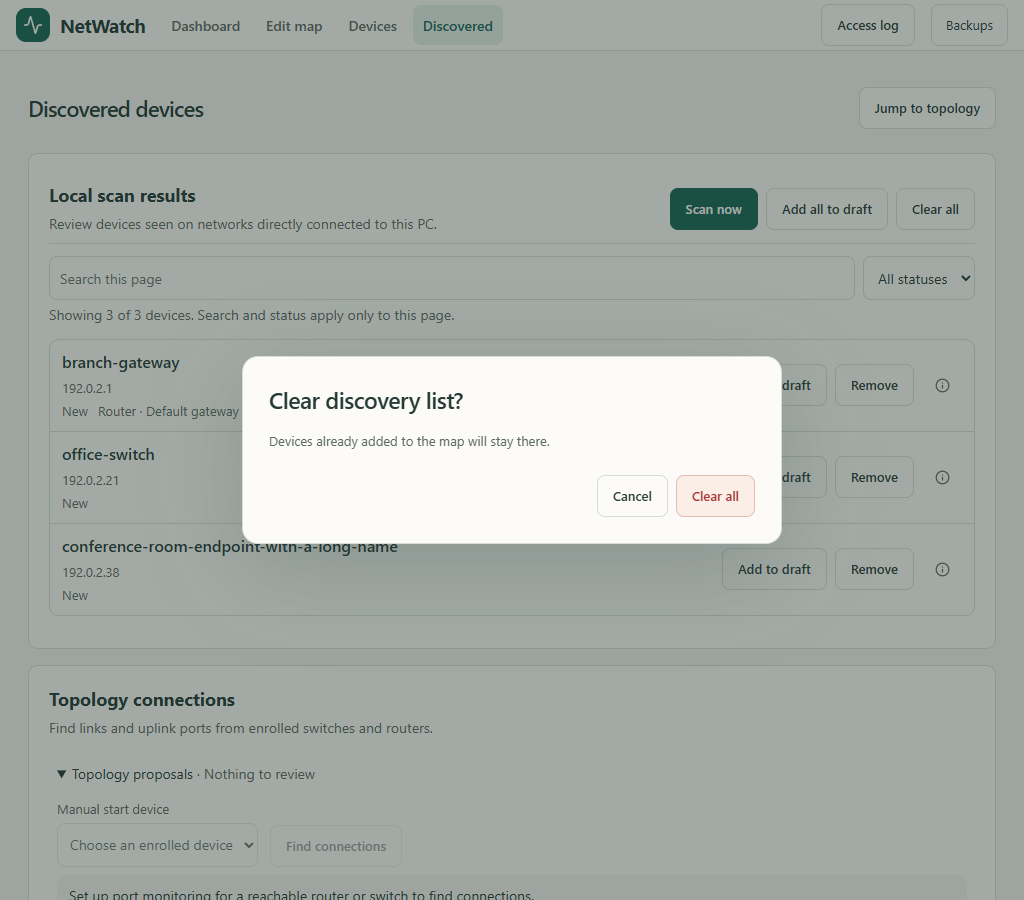 NetWatch
Dashboard
Edit map
Devices
Discovered
Access log
Backups
Discovered devices
Jump to topology
Local scan results
Review devices seen on networks directly connected to this PC.
Scan now
Add all to draft
Clear all
Search this page
All statuses
Showing 3 of 3 devices. Search and status apply only to this page.
branch-gateway
192.0.2.1
New Router · Default gateway
draft
Remove
Clear discovery list?
Devices already added to the map will stay there.
Cancel
Clear all
office-switch
192.0.2.21
New
draft
Remove
conference-room-endpoint-with-a-long-name
192.0.2.38
New
Add to draft
Remove
Topology connections
Find links and uplink ports from enrolled switches and routers.
Topology proposals · Nothing to review
Manual start device
Choose an enrolled device
Find connections
Set up port monitoring for a reachable router or switch to find connections.